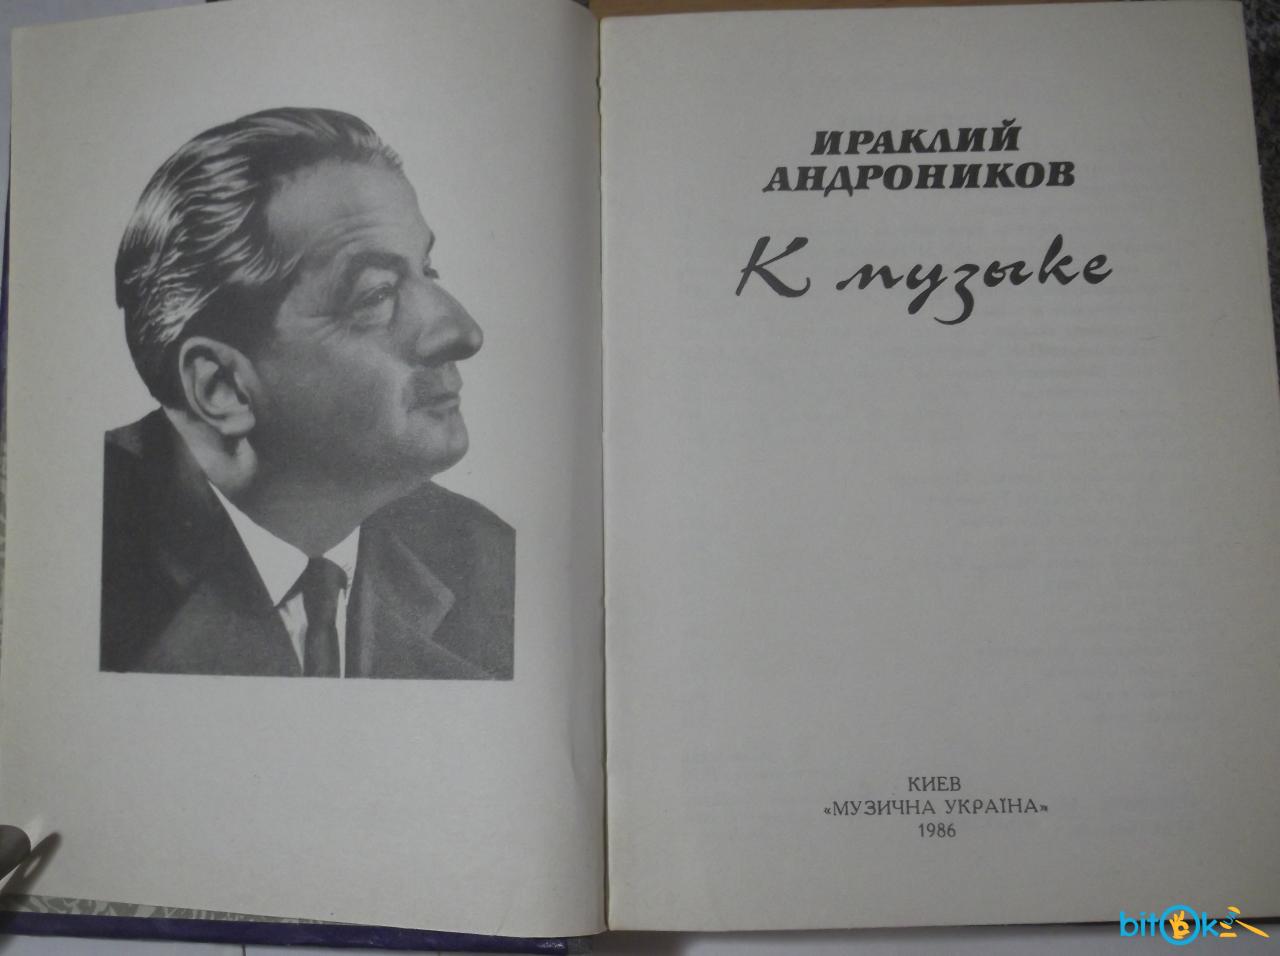 ИРАКЛИЙ
АНДРОНИКОВ
К музыке
КИЕВ
«МУЗИЧНА УКРАЇНА»
1986
bitOk